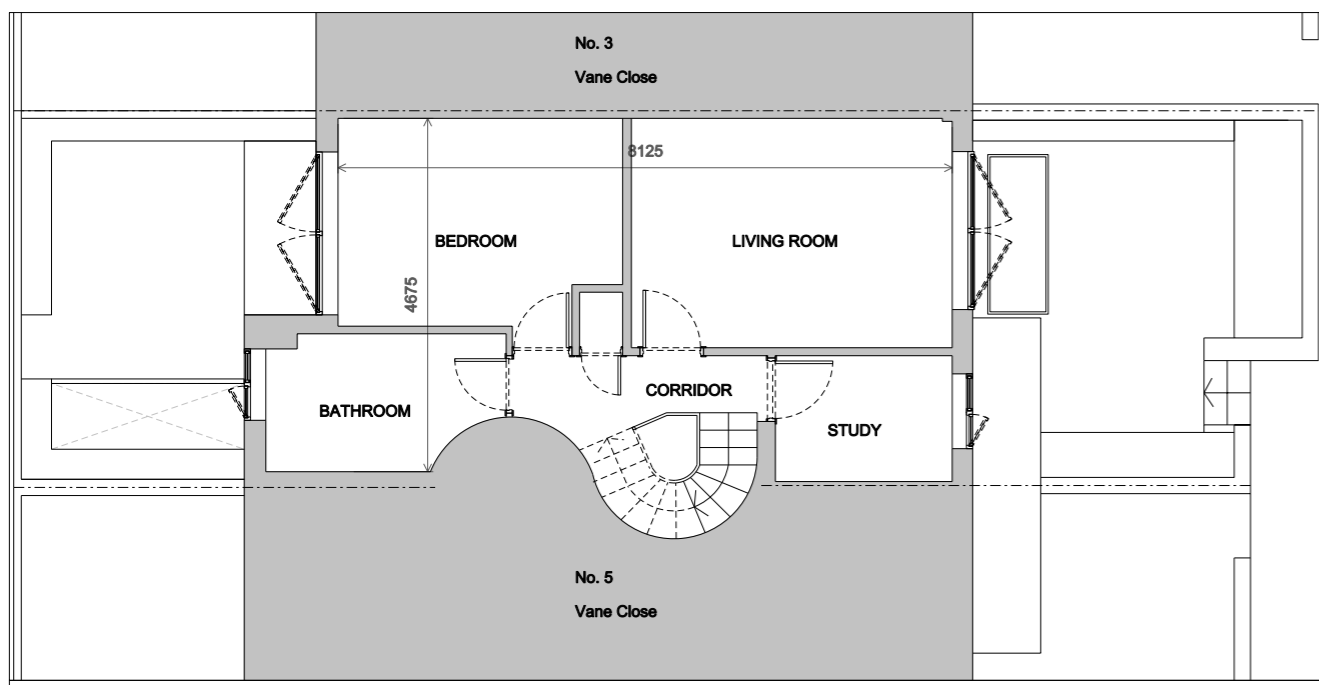 No. 3
Vane Close
8125
BEDROOM
LIVING ROOM
4675
CORRIDOR
BATHROOM
STUDY
No. 5
Vane Close